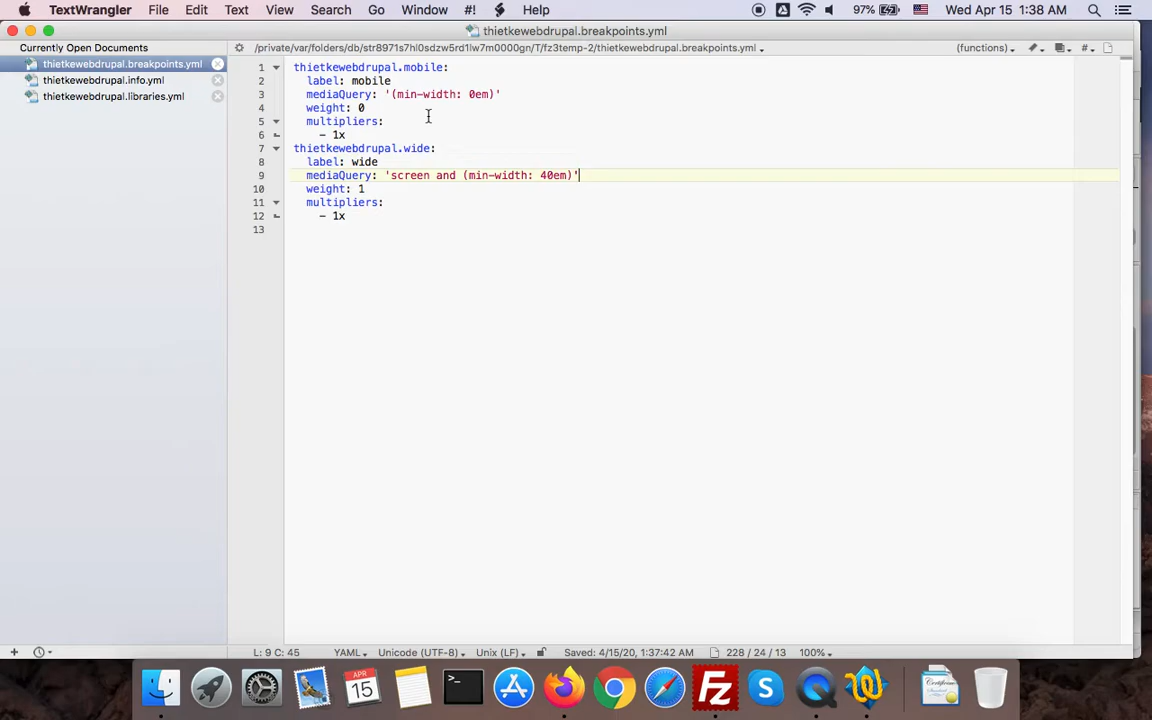 TextWrangler File Edit Text View Search Go Window #! Help 97% Wed Apr 15 1:38 AM
thietkewebdrupal.breakpoints.yml
Currently Open Documents
/private/var/folders/db/str8971s7hl0sdzw5rd1lw7m0000gn/T/fz3temp-2/thietkewebdrupal.breakpoints.yml
(functions)
thietkewebdrupal.breakpoints.yml
thietkewebdrupal.info.yml
thietkewebdrupal.libraries.yml
1 thietkewebdrupal.mobile:
2 label: mobile
3 mediaQuery: '(min-width: 0em)'
4 weight: 0
5 multipliers:
6 - 1x
7 thietkewebdrupal.wide:
8 label: wide
9 mediaQuery: 'screen and (min-width: 40em)'
10 weight: 1
11 multipliers:
12 - 1x
13
L: 9 C: 45 YAML Unicode (UTF-8) Unix (LF) Saved: 4/15/20, 1:37:42 AM 228 / 24 / 13 100%
APR
15